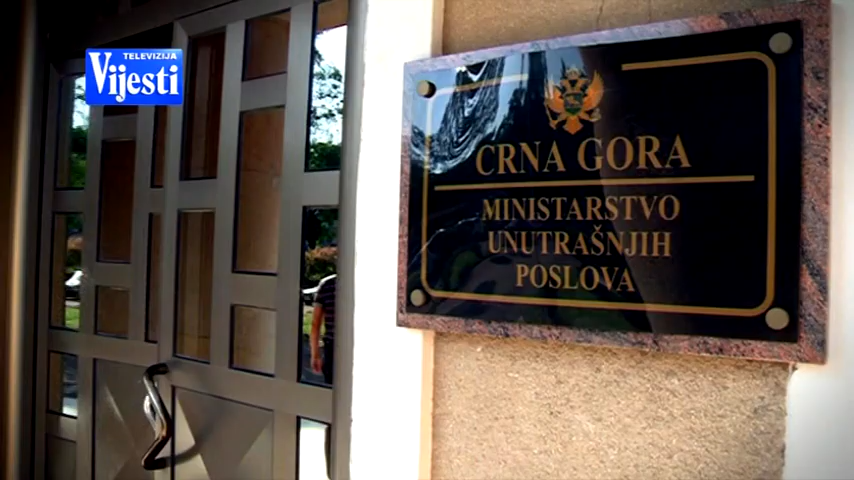 TELEVIZIJA
Vijesti
CRNA GORA
MINISTARSTVO
UNUTRAŠNJIH
POSLOVA